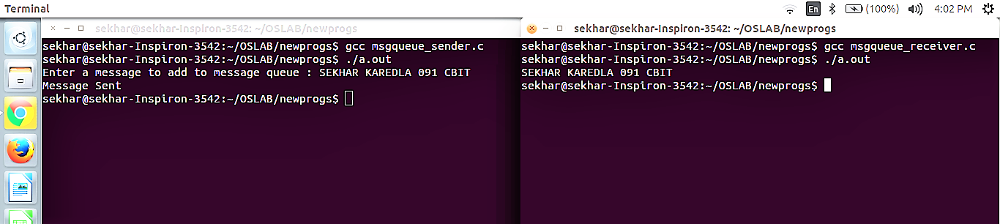 Terminal
En
(100%)
4:02 PM
sekhar@sekhar-Inspiron-3542: ~/OSLAB/newprogs
sekhar@sekhar-Inspiron-3542:~/OSLAB/newprogs$ gcc msgqueue_sender.c
sekhar@sekhar-Inspiron-3542:~/OSLAB/newprogs$ ./a.out
Enter a message to add to message queue : SEKHAR KAREDLA 091 CBIT
Message Sent
sekhar@sekhar-Inspiron-3542:~/OSLAB/newprogs$
sekhar@sekhar-Inspiron-3542: ~/OSLAB/newprogs
sekhar@sekhar-Inspiron-3542:~/OSLAB/newprogs$ gcc msgqueue_receiver.c
sekhar@sekhar-Inspiron-3542:~/OSLAB/newprogs$ ./a.out
SEKHAR KAREDLA 091 CBIT
sekhar@sekhar-Inspiron-3542:~/OSLAB/newprogs$